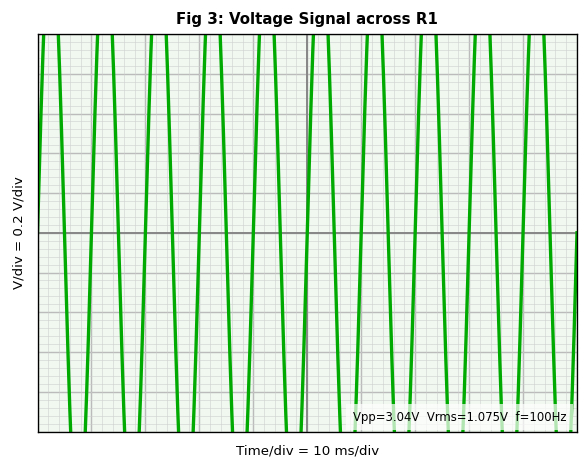 Fig 3: Voltage Signal across R1
V/div = 0.2 V/div
Vpp=3.04V  Vrms=1.075V  f=100Hz
Time/div = 10 ms/div